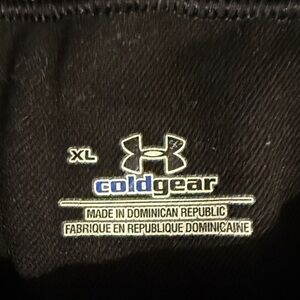 XL
coldgear
MADE IN DOMINICAN REPUBLIC
FABRIQUE EN REPUBLIQUE DOMINICAINE